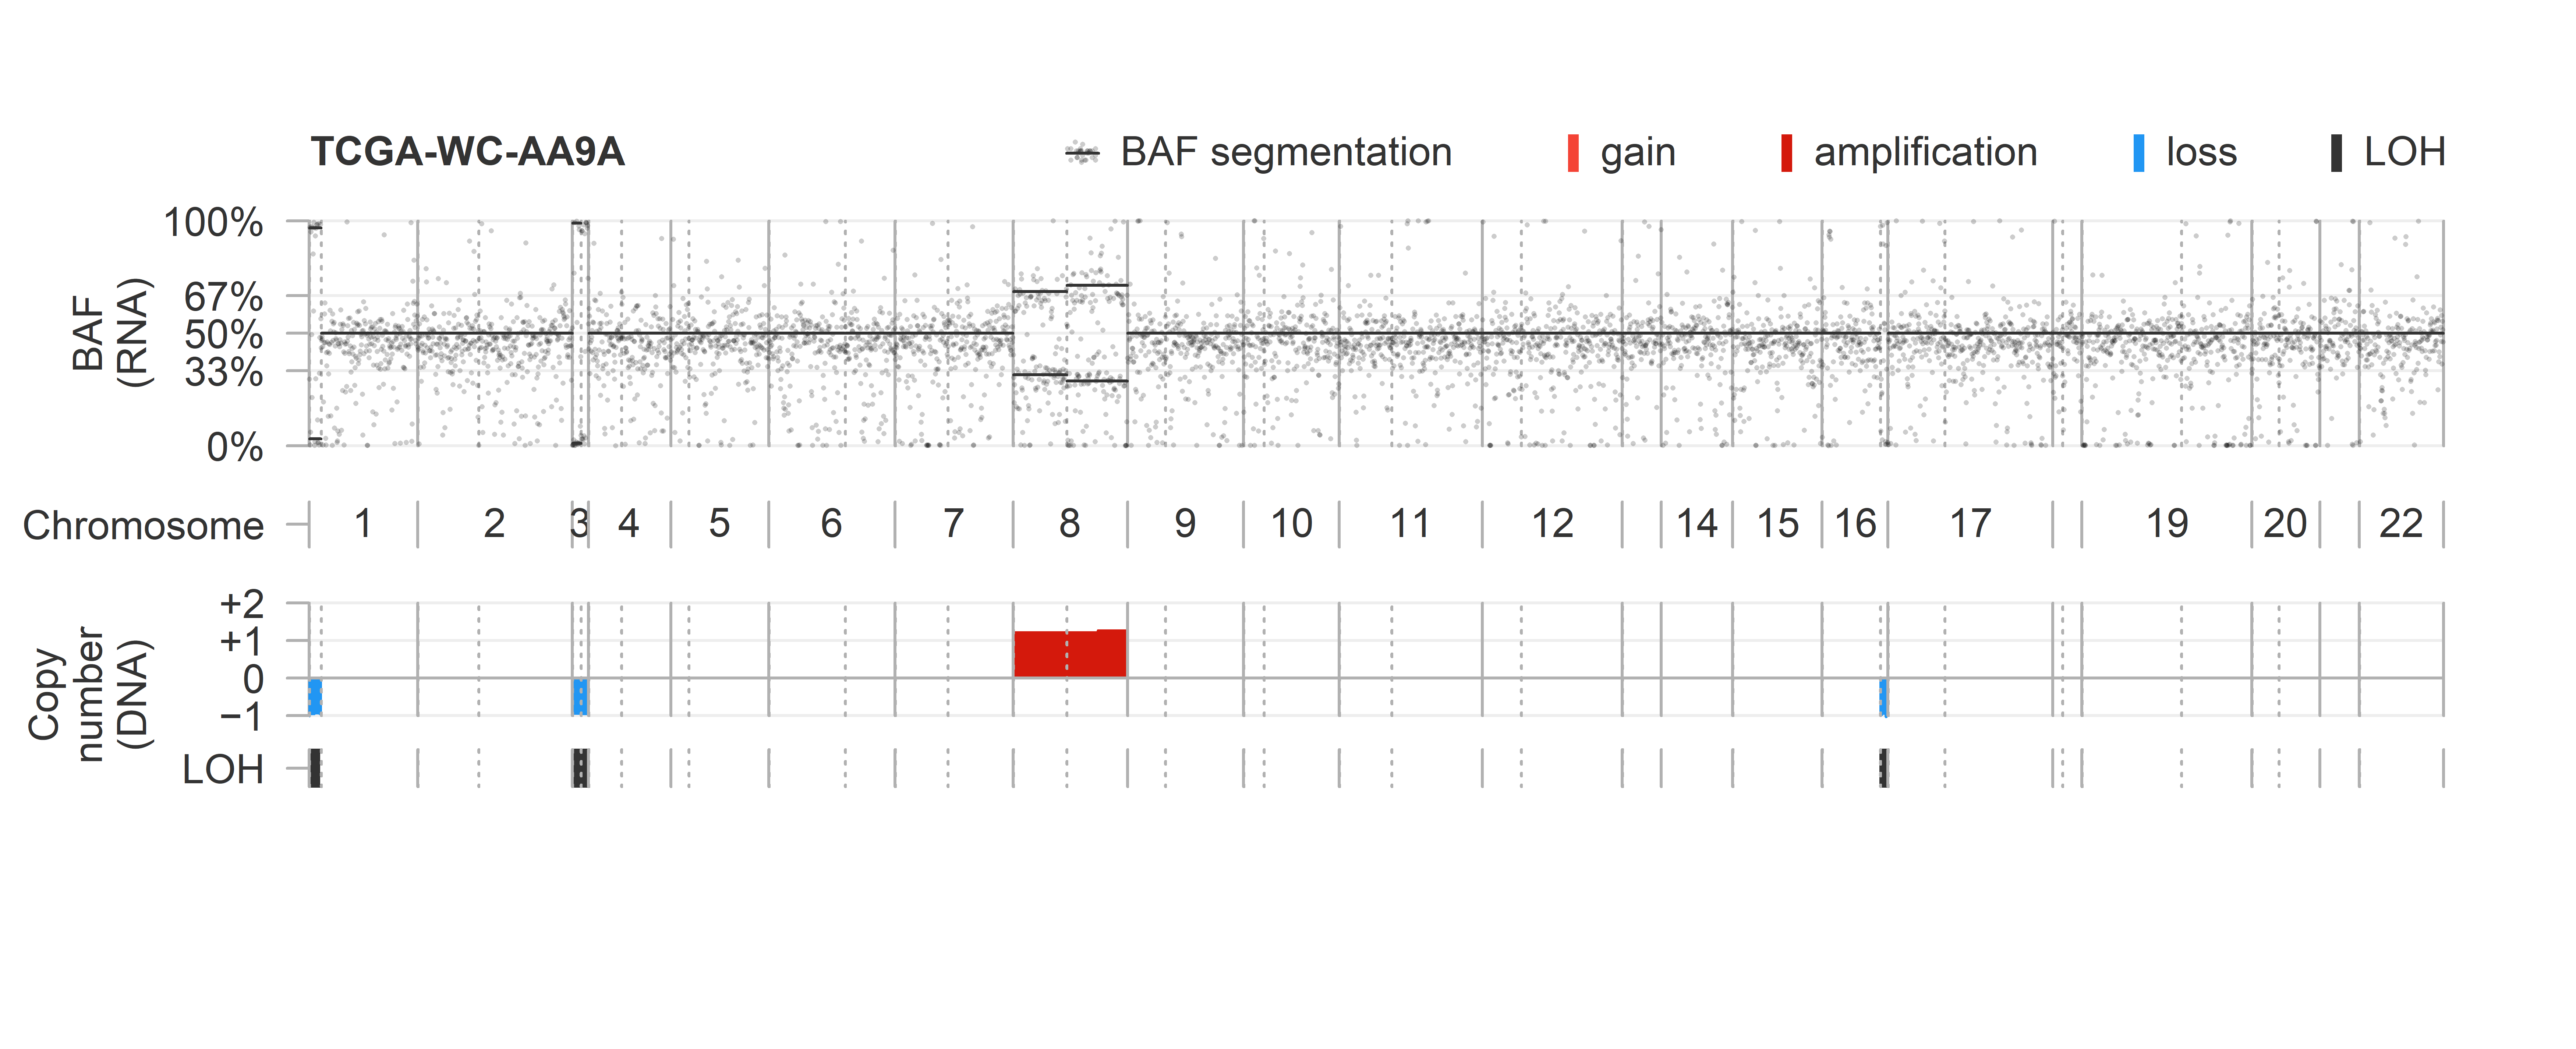 TCGA-WC-AA9A
BAF segmentation gain amplification loss LOH
BAF
(RNA)
100%
67%
50%
33%
0%
Chromosome 1 2 3 4 5 6 7 8 9 10 11 12 14 15 16 17 19 20 22
Copy
number
(DNA)
+2
+1
0
−1
LOH